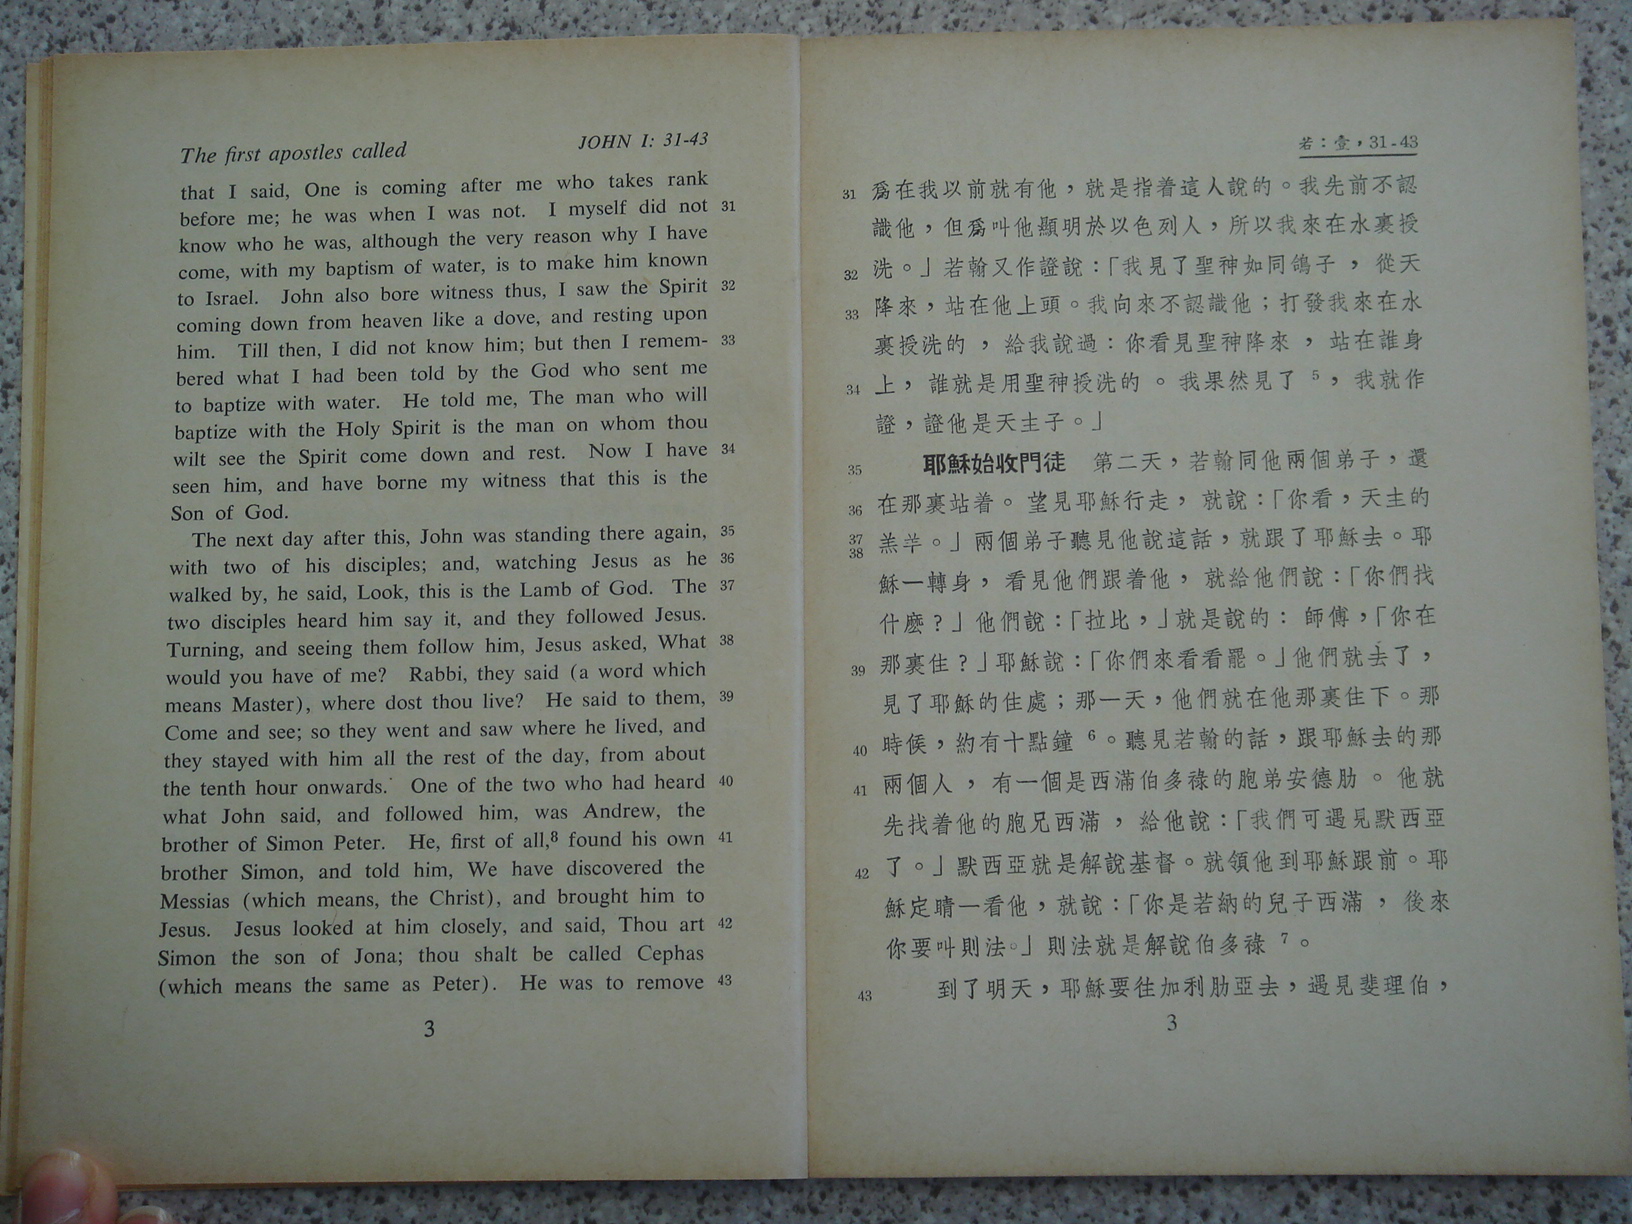 The first apostles called
JOHN I: 31-43
that I said, One is coming after me who takes rank
before me; he was when I was not. I myself did not 31
know who he was, although the very reason why I have
come, with my baptism of water, is to make him known
to Israel. John also bore witness thus, I saw the Spirit 32
coming down from heaven like a dove, and resting upon
him. Till then, I did not know him; but then I remem- 33
bered what I had been told by the God who sent me
to baptize with water. He told me, The man who will
baptize with the Holy Spirit is the man on whom thou
wilt see the Spirit come down and rest. Now I have 34
seen him, and have borne my witness that this is the
Son of God.
The next day after this, John was standing there again, 35
with two of his disciples; and, watching Jesus as he 36
walked by, he said, Look, this is the Lamb of God. The 37
two disciples heard him say it, and they followed Jesus.
Turning, and seeing them follow him, Jesus asked, What 38
would you have of me? Rabbi, they said (a word which
means Master), where dost thou live? He said to them, 39
Come and see; so they went and saw where he lived, and
they stayed with him all the rest of the day, from about
the tenth hour onwards. One of the two who had heard 40
what John said, and followed him, was Andrew, the
brother of Simon Peter. He, first of all,8 found his own 41
brother Simon, and told him, We have discovered the
Messias (which means, the Christ), and brought him to
Jesus. Jesus looked at him closely, and said, Thou art 42
Simon the son of Jona; thou shalt be called Cephas
(which means the same as Peter). He was to remove 43
3
若：壹，31-43
31 爲在我以前就有他，就是指着這人說的。我先前不認
識他，但爲叫他顯明於以色列人，所以我來在水裏授
32 洗。」若翰又作證說：「我見了聖神如同鴿子，從天
33 降來，站在他上頭。我向來不認識他；打發我來在水
裏授洗的，給我說過：你看見聖神降來，站在誰身
34 上，誰就是用聖神授洗的。我果然見了 5，我就作
證，證他是天主子。」
35 耶穌始收門徒 第二天，若翰同他兩個弟子，還
36 在那裏站着。望見耶穌行走，就說：「你看，天主的
37 38 羔羊。」兩個弟子聽見他說這話，就跟了耶穌去。耶
穌一轉身，看見他們跟着他，就給他們說：「你們找
什麽？」他們說：「拉比，」就是說的：師傅，「你在
39 那裏住？」耶穌說：「你們來看看罷。」他們就去了，
見了耶穌的住處；那一天，他們就在他那裏住下。那
40 時候，約有十點鐘 6。聽見若翰的話，跟耶穌去的那
41 兩個人，有一個是西滿伯多祿的胞弟安德肋。他就
先找着他的胞兄西滿，給他說：「我們可遇見默西亞
42 了。」默西亞就是解說基督。就領他到耶穌跟前。耶
穌定睛一看他，就說：「你是若納的兒子西滿，後來
你要叫則法。」則法就是解說伯多祿 7。
43 到了明天，耶穌要往加利肋亞去，遇見斐理伯，
3